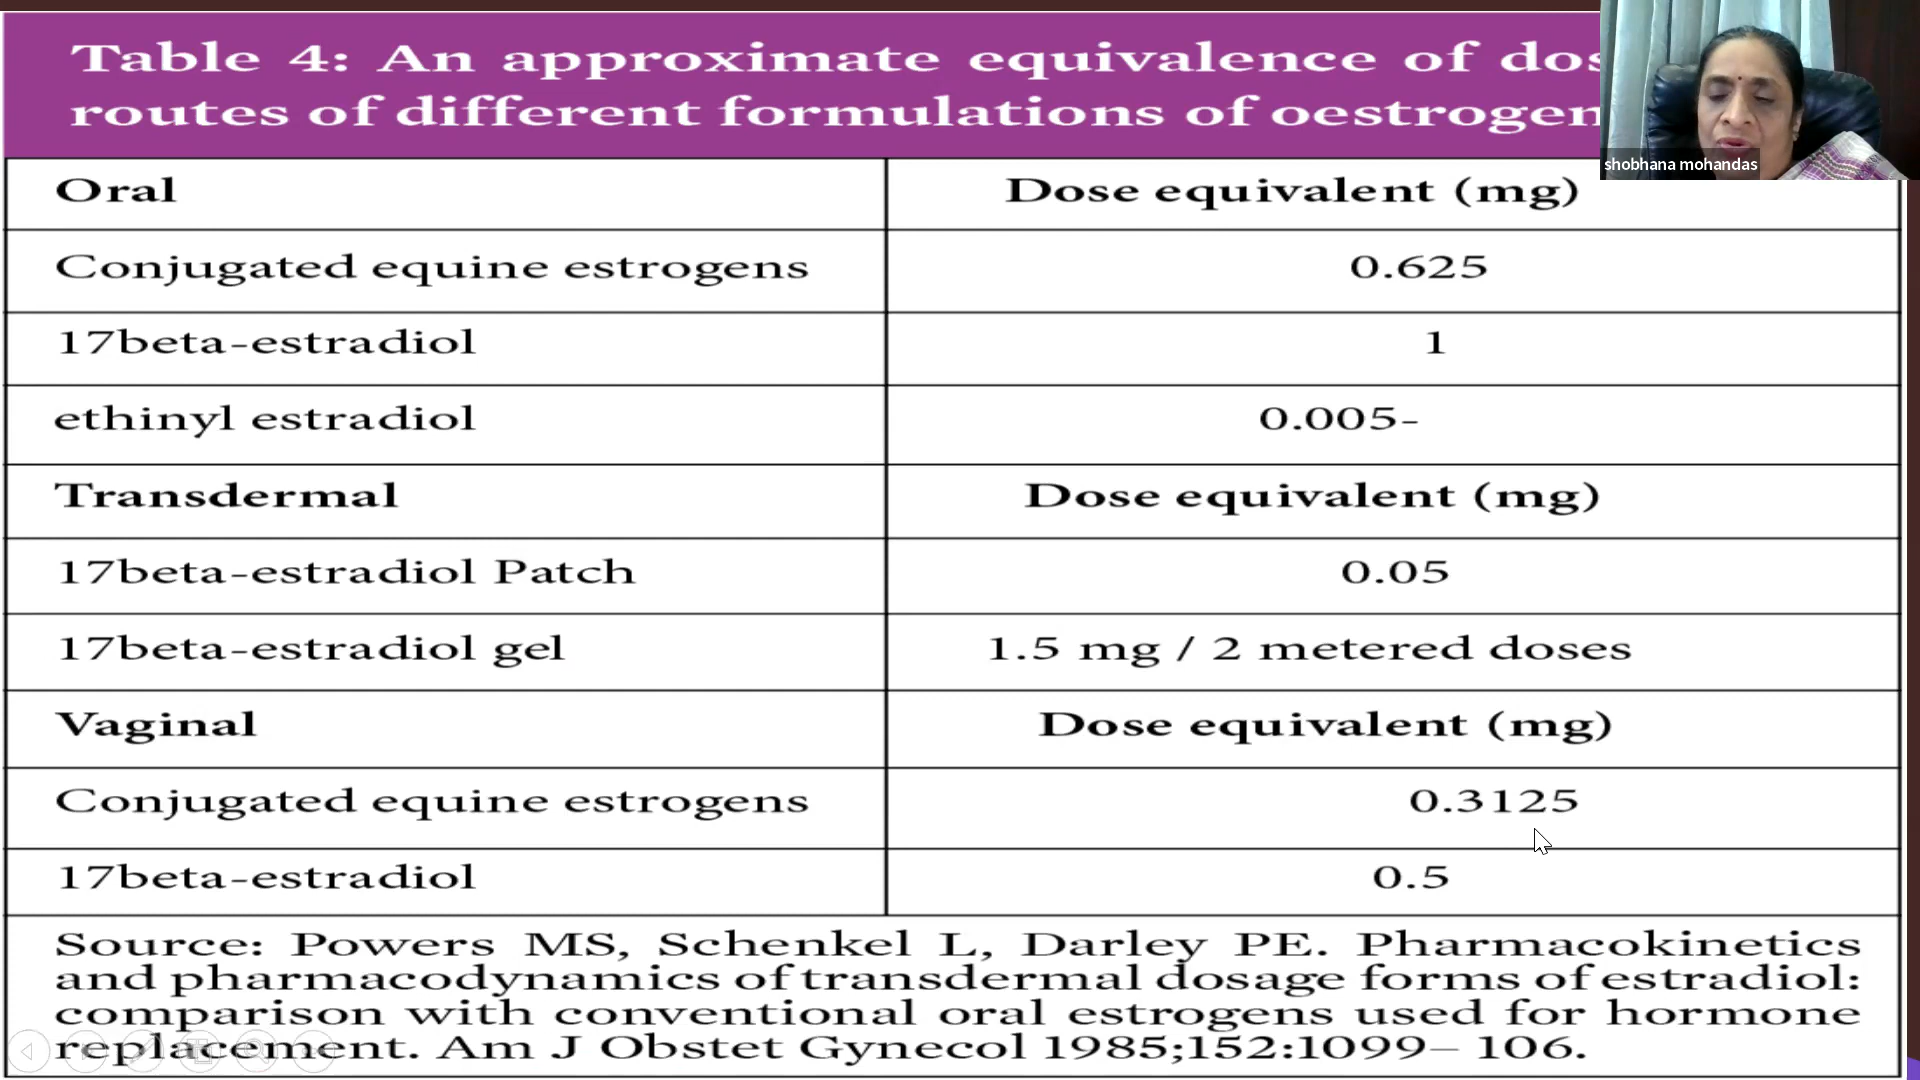 Table 4: An approximate equivalence of
routes of different formulations of
shobhana mohandas
Oral Dose equivalent (mg)
Conjugated equine estrogens 0.625
17beta-estradiol 1
ethinyl estradiol 0.005-
Transdermal Dose equivalent (mg)
17beta-estradiol Patch 0.05
17beta-estradiol gel 1.5 mg / 2 metered doses
Vaginal Dose equivalent (mg)
Conjugated equine estrogens 0.3125
17beta-estradiol 0.5
Source: Powers MS, Schenkel L, Darley PE. Pharmacokinetics
and pharmacodynamics of transdermal dosage forms of estradiol:
comparison with conventional oral estrogens used for hormone
replacement. Am J Obstet Gynecol 1985;152:1099– 106.